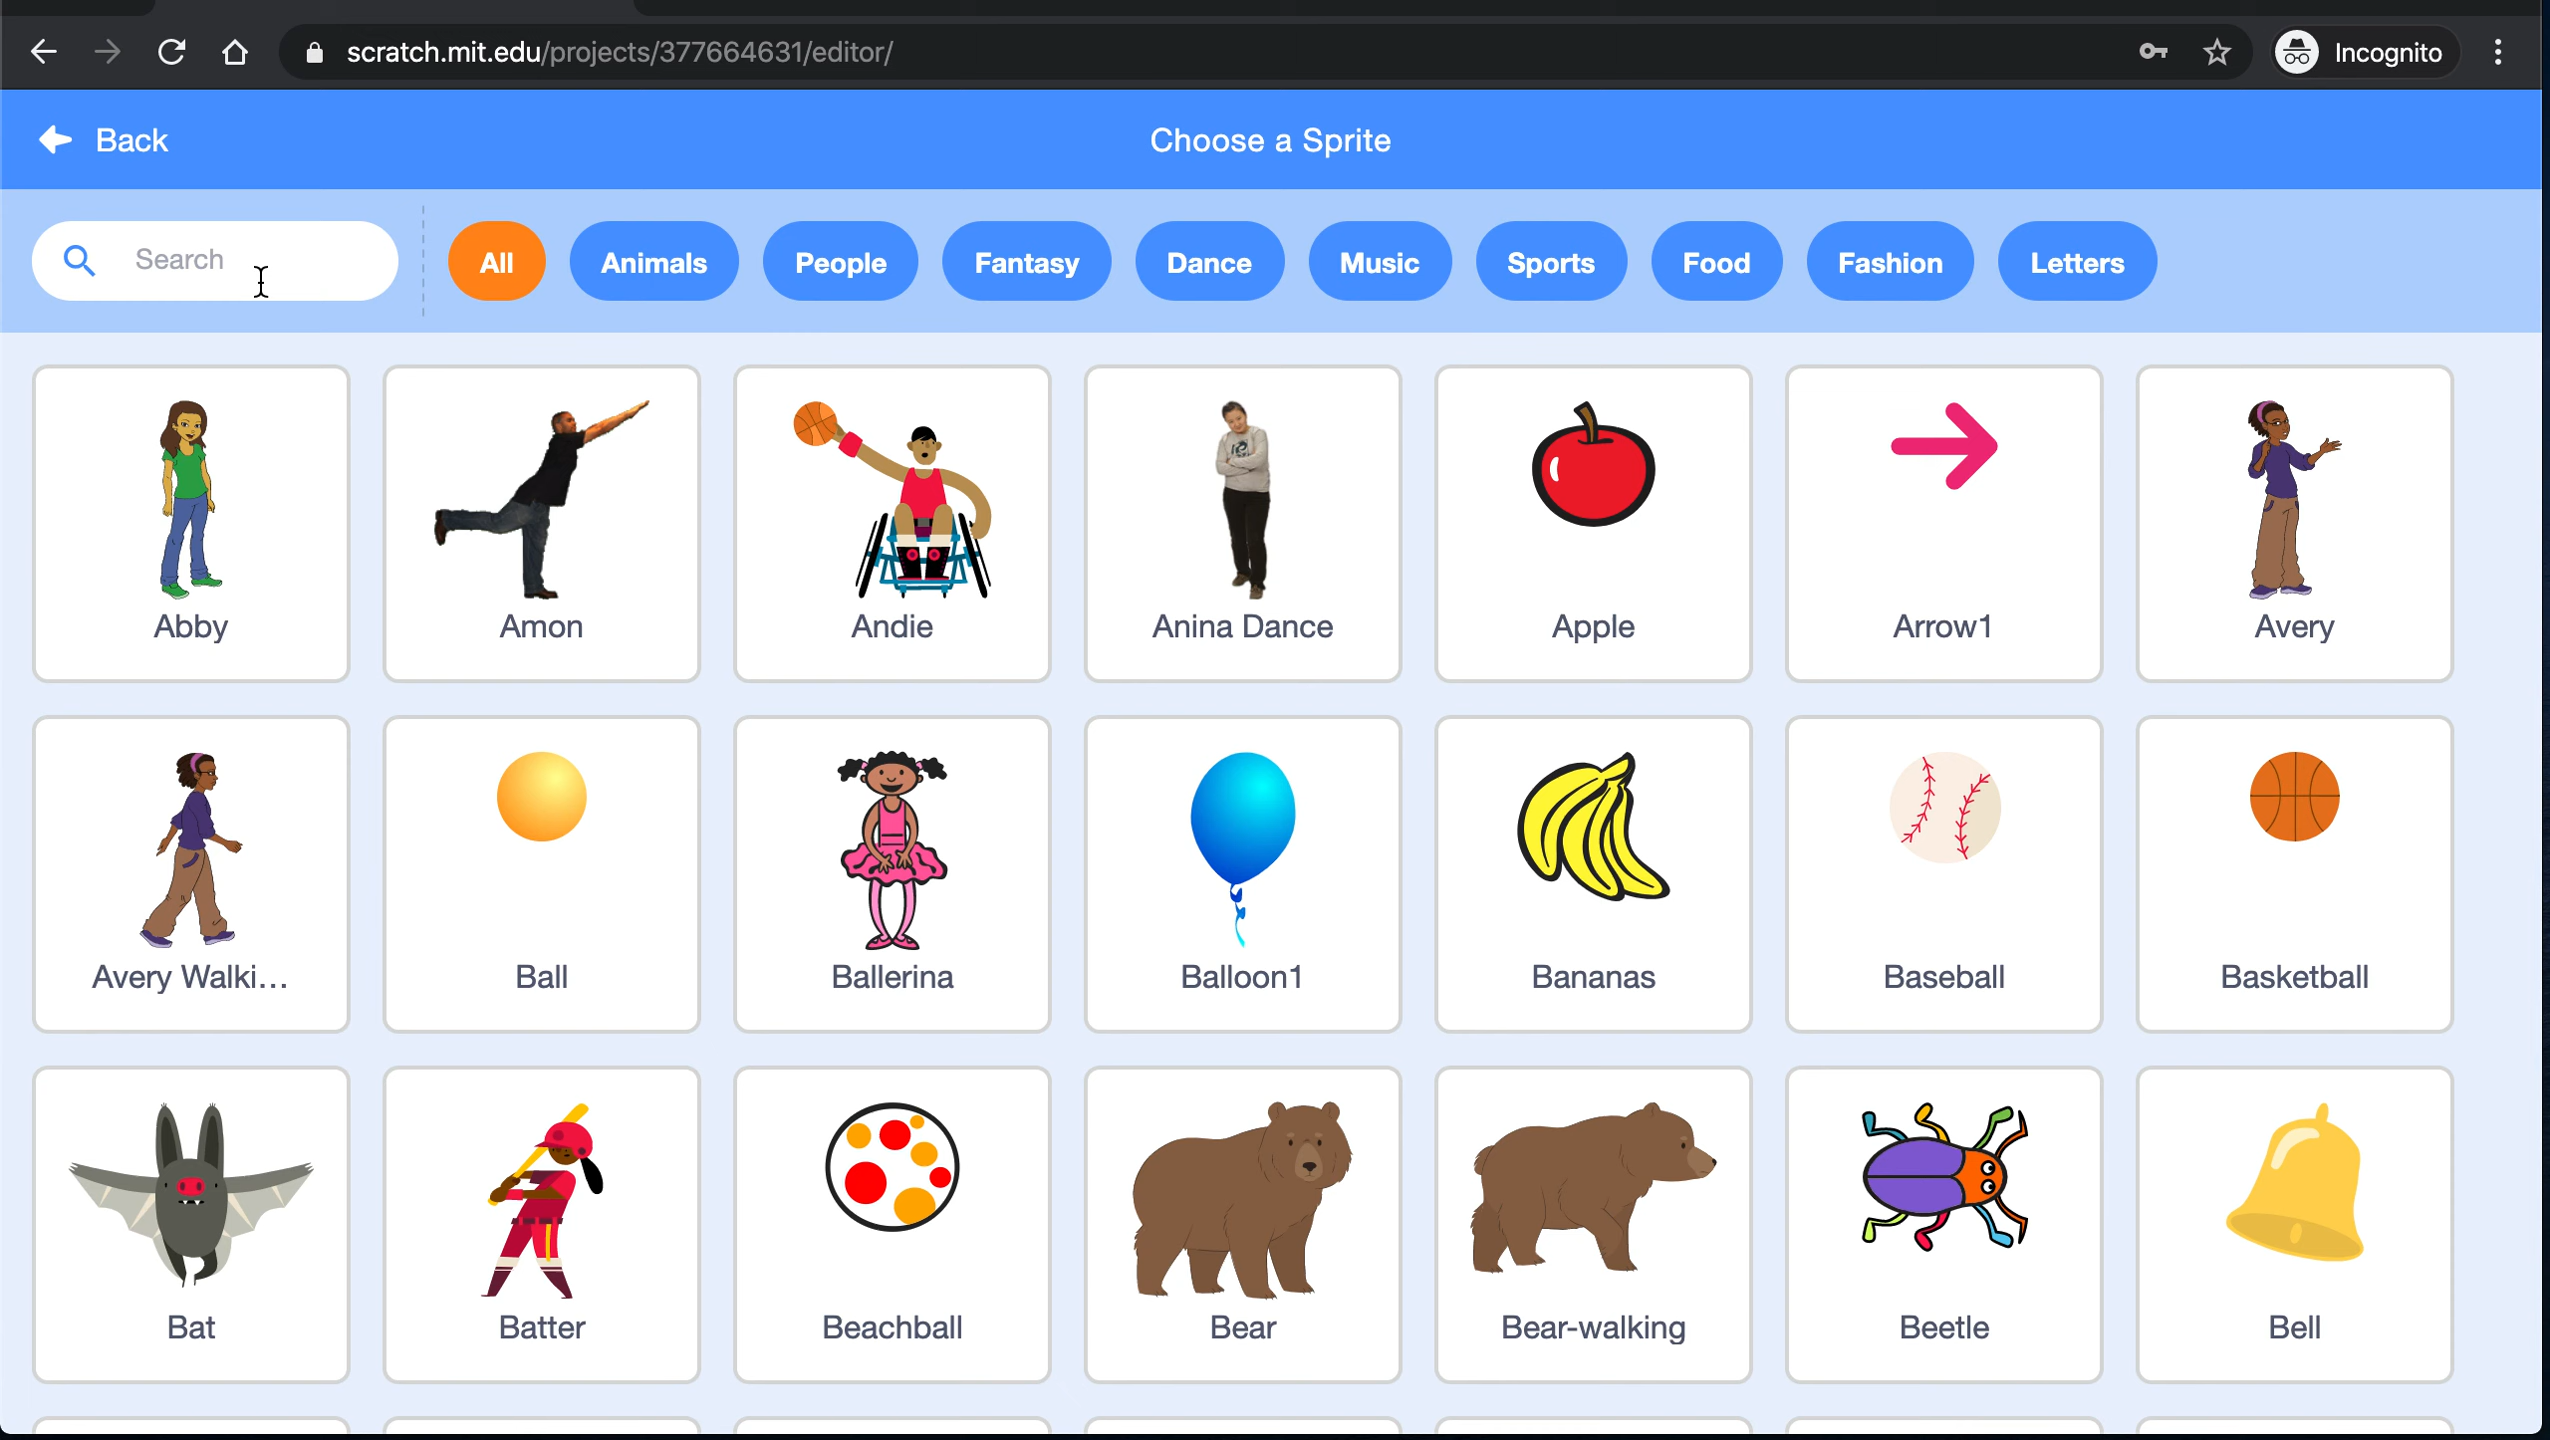 scratch.mit.edu/projects/377664631/editor/
Incognito
Back
Choose a Sprite
Search
All
Animals
People
Fantasy
Dance
Music
Sports
Food
Fashion
Letters
Abby
Amon
Andie
Anina Dance
Apple
Arrow1
Avery
Avery Walki...
Ball
Ballerina
Balloon1
Bananas
Baseball
Basketball
Bat
Batter
Beachball
Bear
Bear-walking
Beetle
Bell